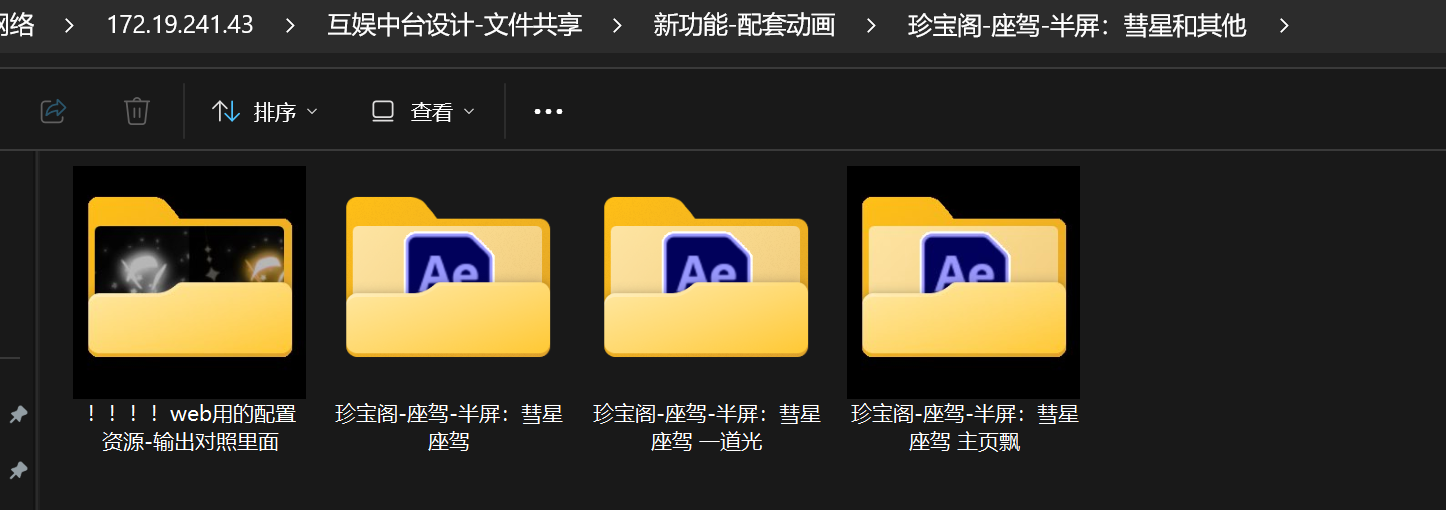 网络 > 172.19.241.43 > 互娱中台设计-文件共享 > 新功能-配套动画 > 珍宝阁-座驾-半屏：彗星和其他 >
排序 查看 •••
Ae Ae Ae
！！！！web用的配置
资源-输出对照里面
珍宝阁-座驾-半屏：彗星
座驾
珍宝阁-座驾-半屏：彗星
座驾 一道光
珍宝阁-座驾-半屏：彗星
座驾 主页飘